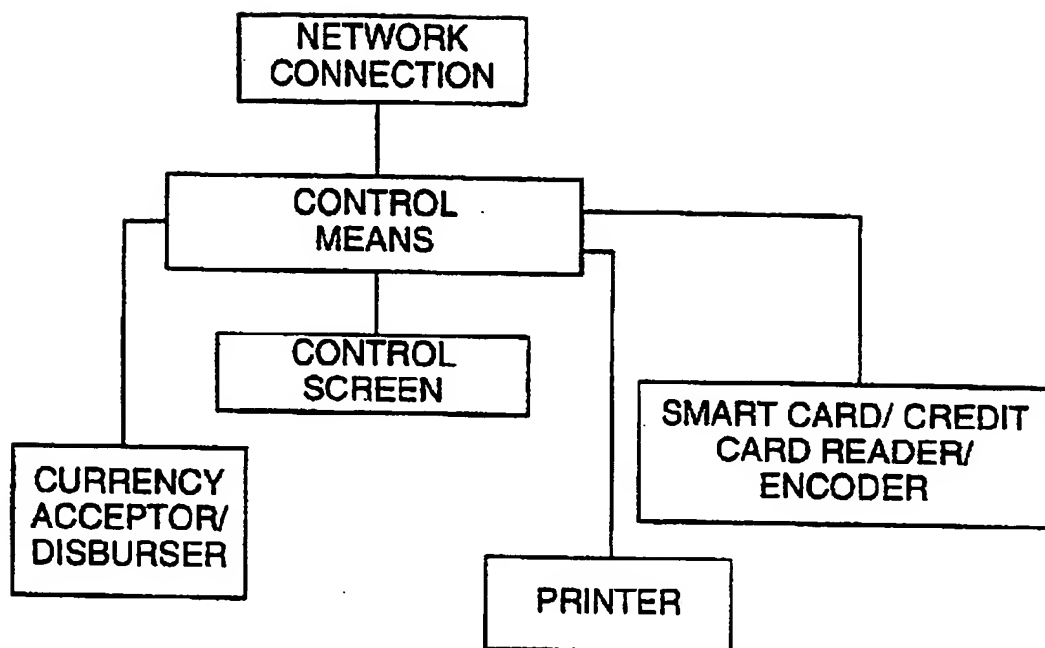 NETWORK
CONNECTION
CONTROL
MEANS
CONTROL
SCREEN
SMART CARD/ CREDIT
CARD READER/
ENCODER
CURRENCY
ACCEPTOR/
DISBURSER
PRINTER